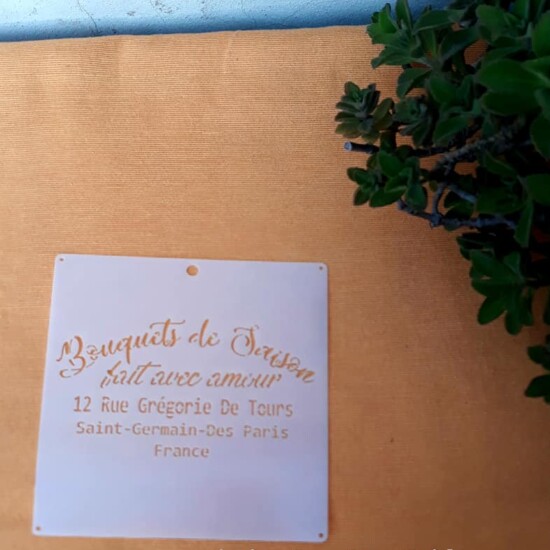 Bouquets de Saison
fait avec amour
12 Rue Grégorie De Tours
Saint-Germain-Des Paris
France